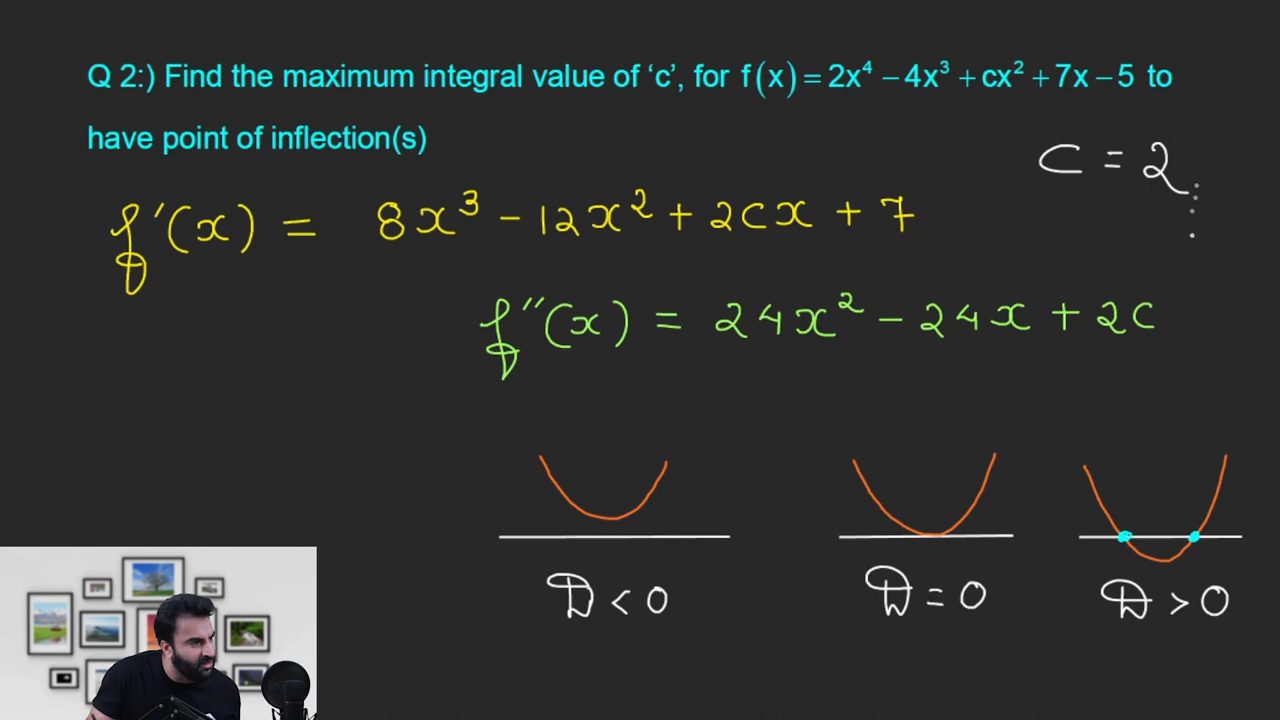 Q 2:) Find the maximum integral value of ‘c’, for f(x) = 2x⁴ − 4x³ + cx² + 7x − 5 to
have point of inflection(s)
c = 2
f'(x) = 8x³ − 12x² + 2cx + 7
f''(x) = 24x² − 24x + 2c
D < 0
D = 0
D > 0